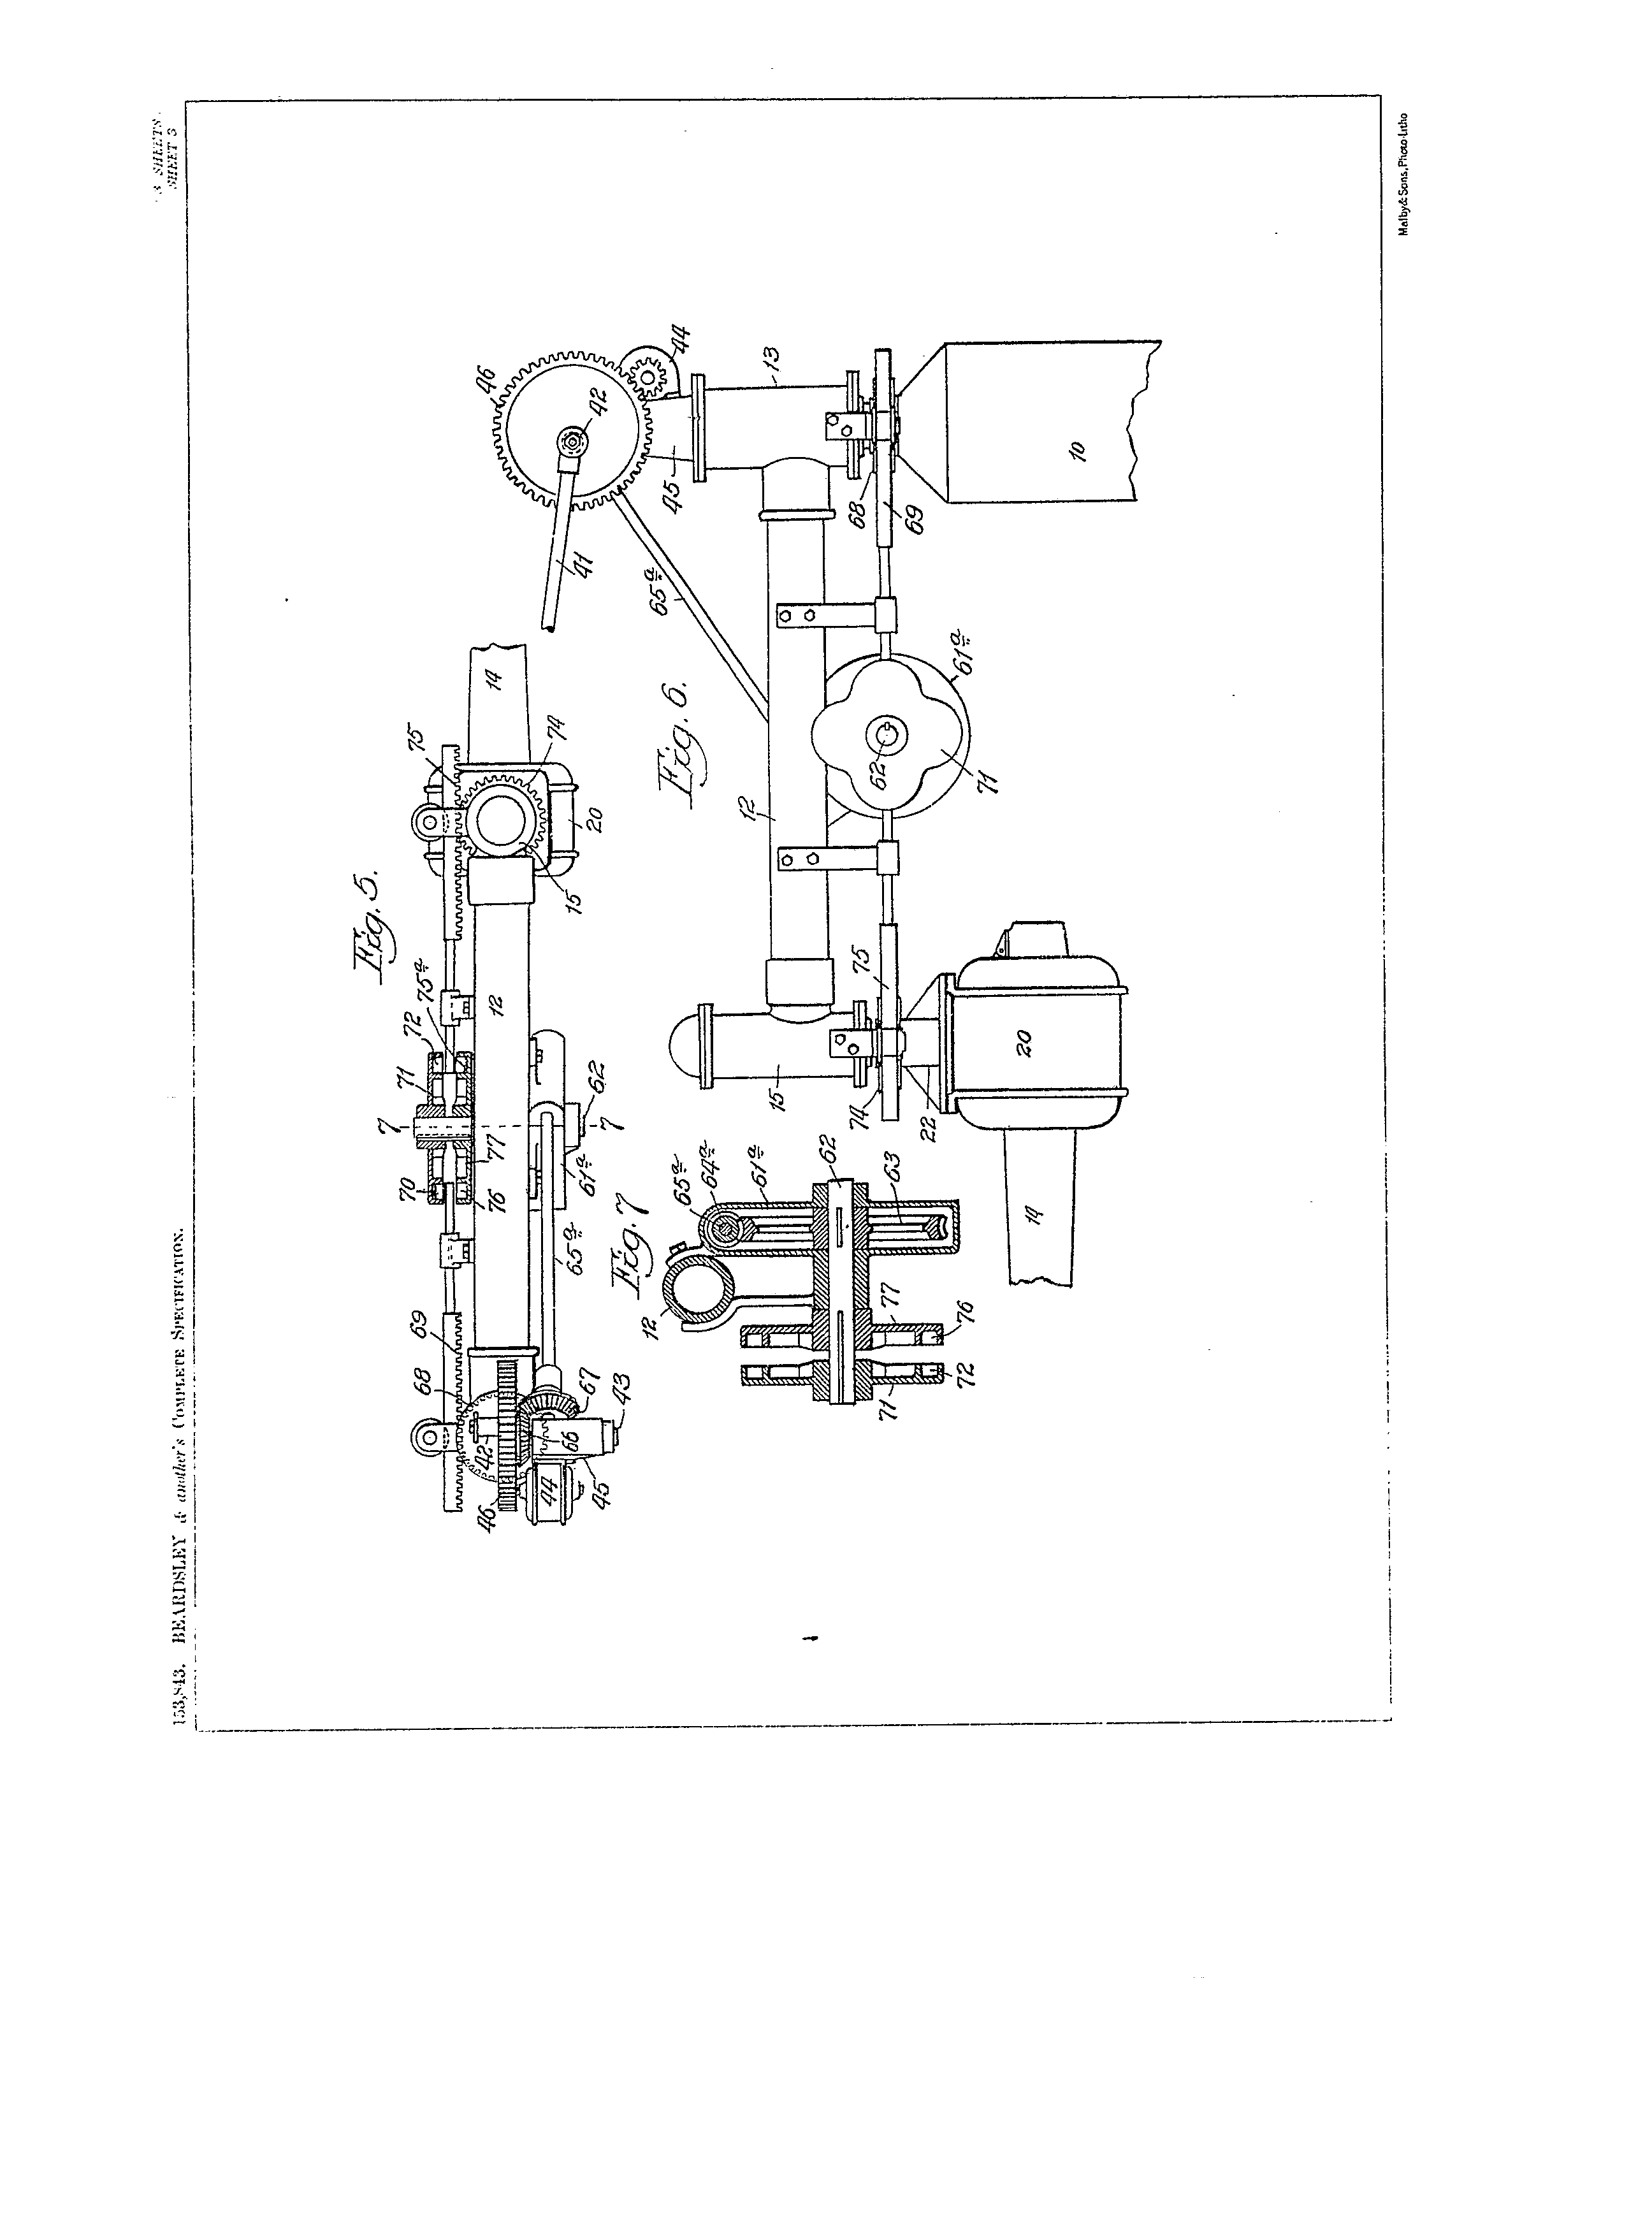 153,843. BEARDSLEY & another's COMPLETE SPECIFICATION.
3 SHEETS
SHEET 3
Fig. 5.
70 71 72 75ª 75
68 69 12 14
46 42 66 67 76 77 7 7 74
44 45 43 65ª 61ª 62 15 20
Fig. 6.
46 42 44 41 45 13
65ª 68 69 10
12 61ª 62 71
15 74 75 22 20 14
Fig. 7
12 65ª 64ª 61ª 62 63
71 72 76 77
Malby & Sons, Photo-Litho